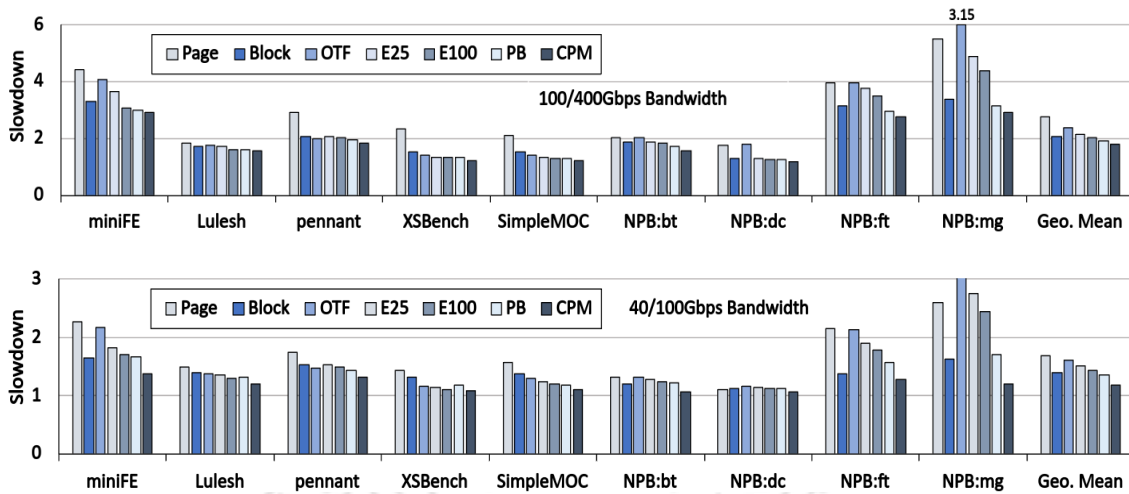 3.15
6
Page Block OTF E25 E100 PB CPM
4
100/400Gbps Bandwidth
Slowdown
2
0
miniFE Lulesh pennant XSBench SimpleMOC NPB:bt NPB:dc NPB:ft NPB:mg Geo. Mean
3
Page Block OTF E25 E100 PB CPM
40/100Gbps Bandwidth
2
Slowdown
1
0
miniFE Lulesh pennant XSBench SimpleMOC NPB:bt NPB:dc NPB:ft NPB:mg Geo. Mean